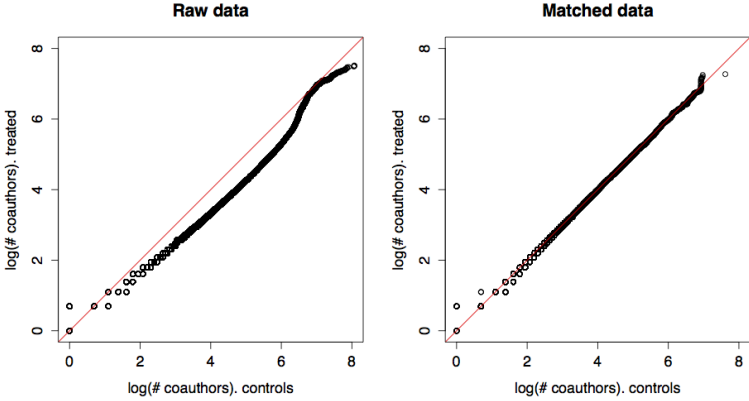 Raw data
log(# coauthors). treated
8
6
4
2
0
0 2 4 6 8
log(# coauthors). controls
Matched data
log(# coauthors). treated
8
6
4
2
0
0 2 4 6 8
log(# coauthors). controls